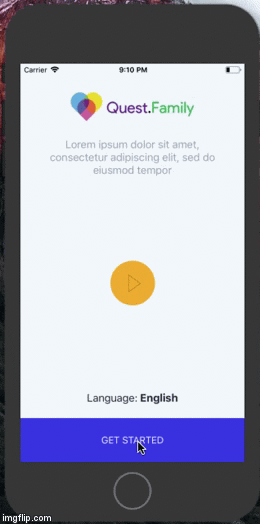 Carrier 9:10 PM
Quest.Family
Lorem ipsum dolor sit amet,
consectetur adipiscing elit, sed do
eiusmod tempor
Language: English
GET STARTED
imgflip.com